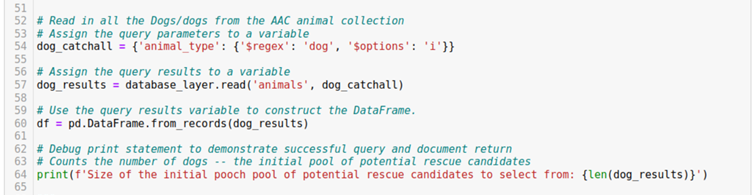 51
52 # Read in all the Dogs/dogs from the AAC animal collection
53 # Assign the query parameters to a variable
54 dog_catchall = {'animal_type': {'$regex': 'dog', '$options': 'i'}}
55
56 # Assign the query results to a variable
57 dog_results = database_layer.read('animals', dog_catchall)
58
59 # Use the query results variable to construct the DataFrame.
60 df = pd.DataFrame.from_records(dog_results)
61
62 # Debug print statement to demonstrate successful query and document return
63 # Counts the number of dogs -- the initial pool of potential rescue candidates
64 print(f'Size of the initial pooch pool of potential rescue candidates to select from: {len(dog_results)}')
65